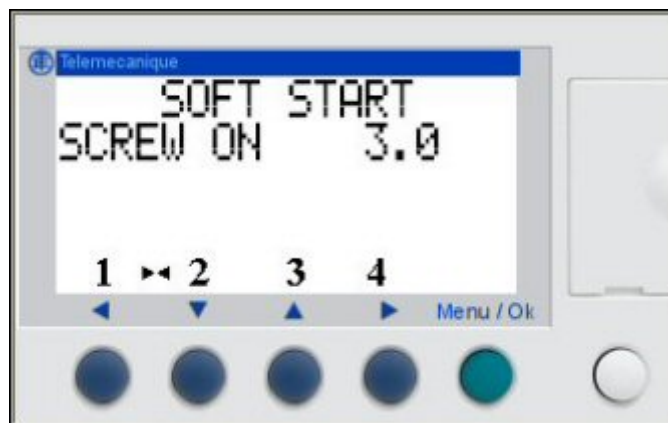 Telemecanique
SOFT START
SCREW ON 3.0
1 2 3 4
Menu / Ok